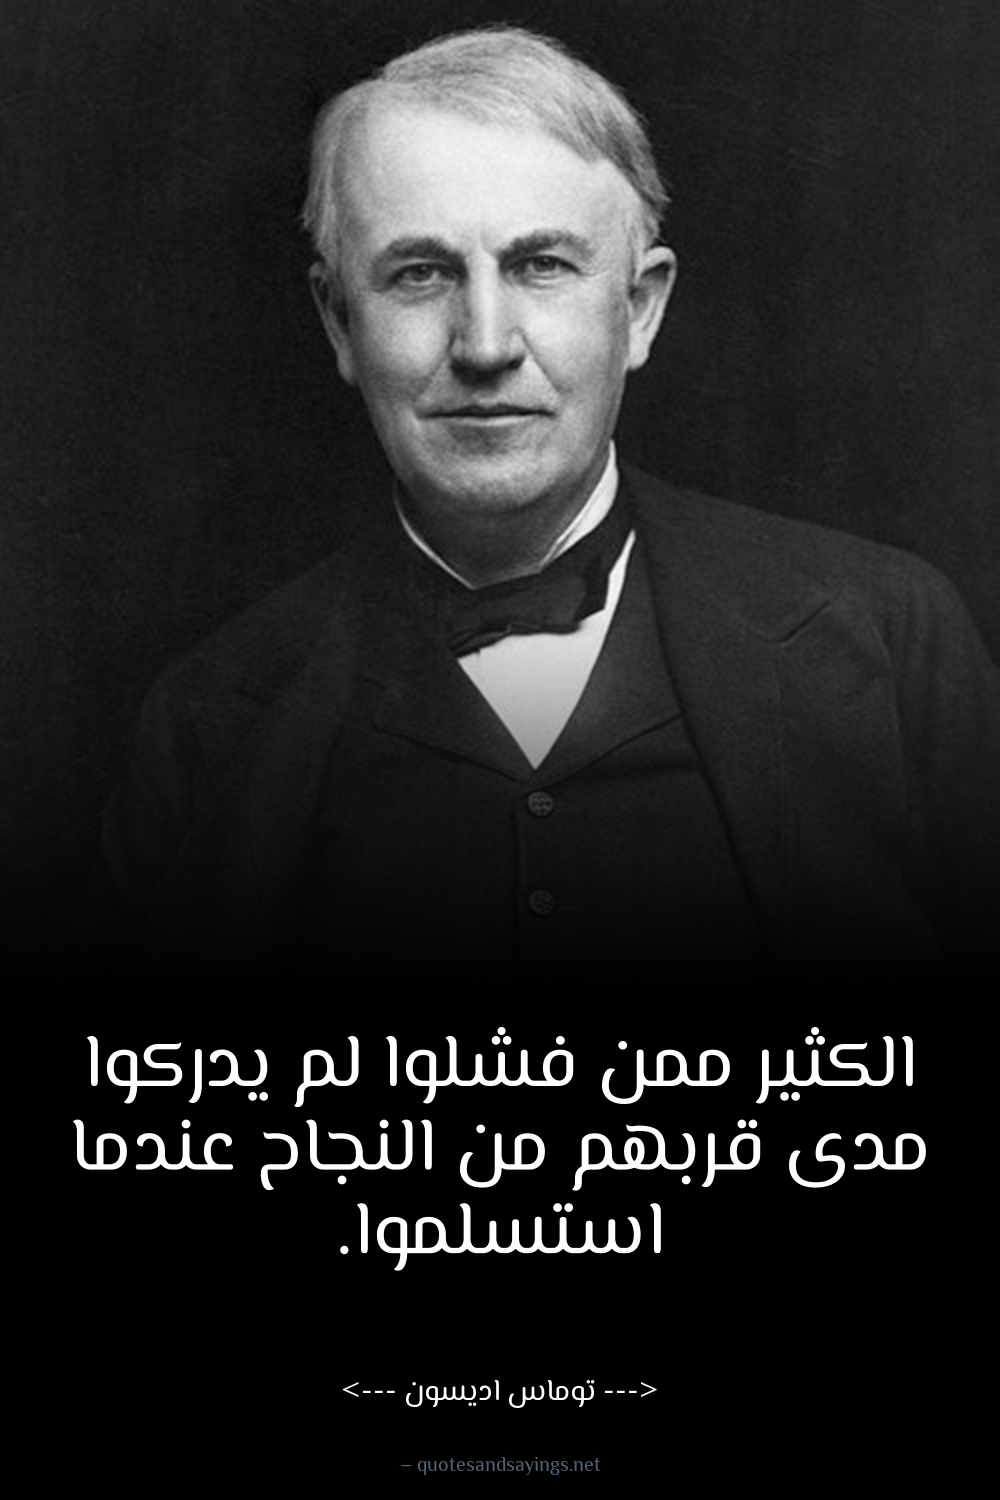 الكثير ممن فشلوا لم يدركوا
مدى قربهم من النجاح عندما
استسلموا.
<--- توماس اديسون --->
– quotesandsayings.net